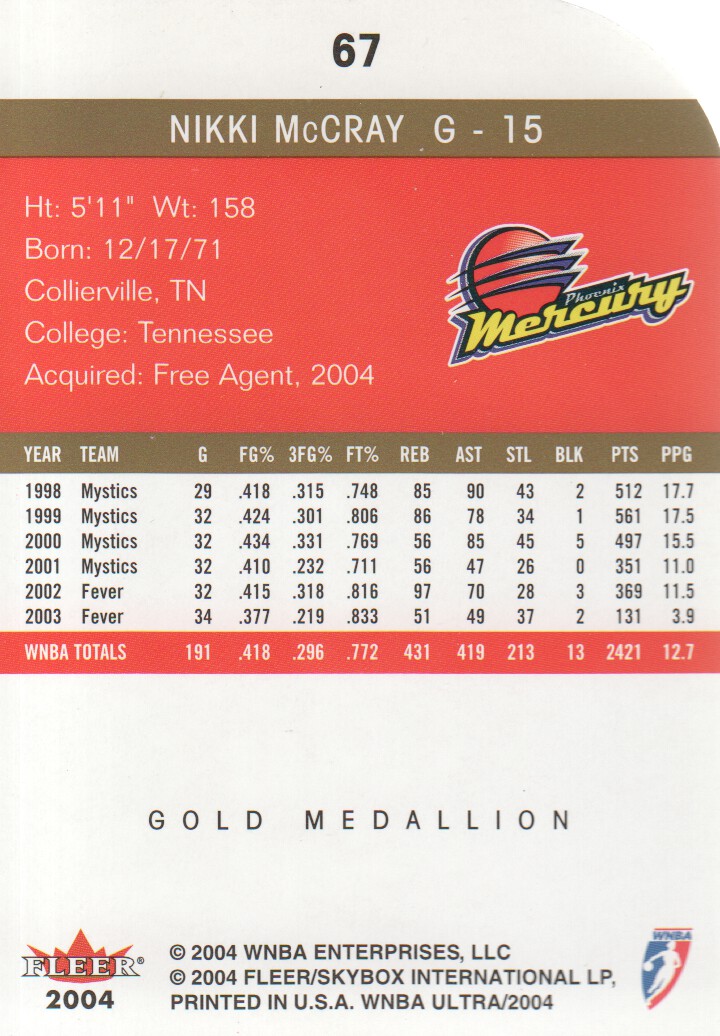 67
NIKKI McCRAY G - 15
Ht: 5'11" Wt: 158
Born: 12/17/71
Collierville, TN
College: Tennessee
Acquired: Free Agent, 2004
Phoenix
Mercury
YEAR TEAM G FG% 3FG% FT% REB AST STL BLK PTS PPG
1998 Mystics 29 .418 .315 .748 85 90 43 2 512 17.7
1999 Mystics 32 .424 .301 .806 86 78 34 1 561 17.5
2000 Mystics 32 .434 .331 .769 56 85 45 5 497 15.5
2001 Mystics 32 .410 .232 .711 56 47 26 0 351 11.0
2002 Fever 32 .415 .318 .816 97 70 28 3 369 11.5
2003 Fever 34 .377 .219 .833 51 49 37 2 131 3.9
WNBA TOTALS 191 .418 .296 .772 431 419 213 13 2421 12.7
GOLD MEDALLION
FLEER®
2004
© 2004 WNBA ENTERPRISES, LLC
© 2004 FLEER/SKYBOX INTERNATIONAL LP,
PRINTED IN U.S.A. WNBA ULTRA/2004
WNBA